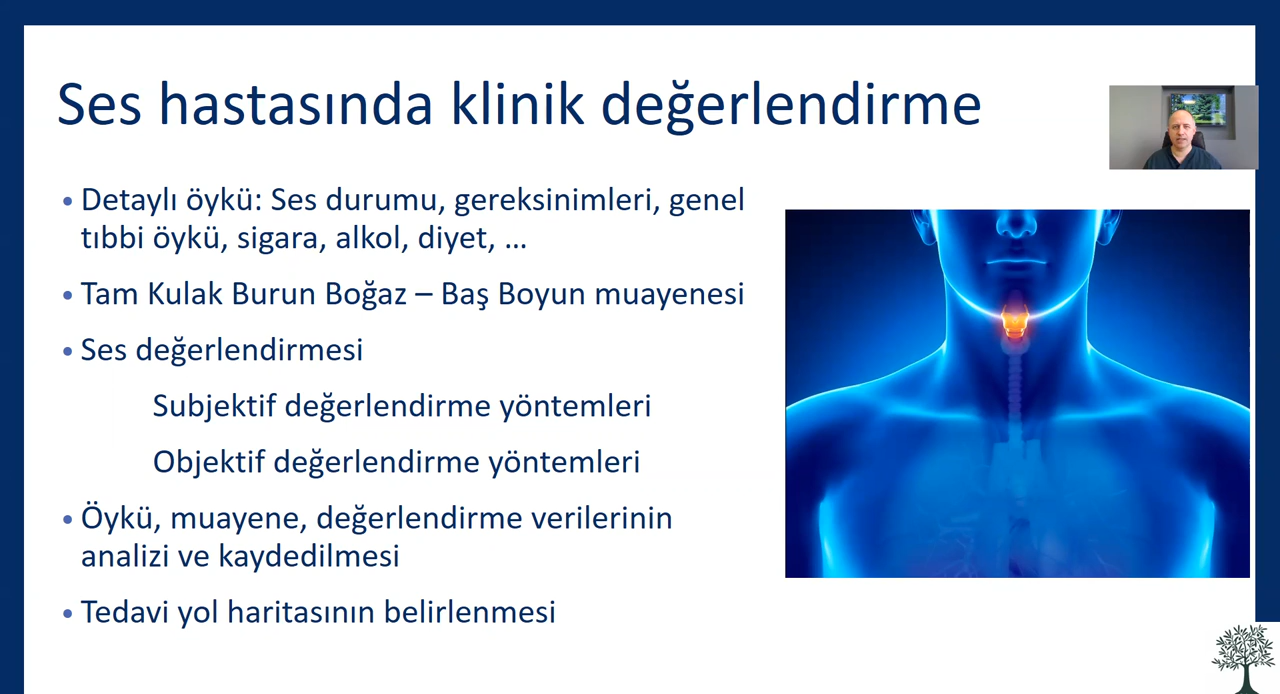 Ses hastasında klinik değerlendirme
• Detaylı öykü: Ses durumu, gereksinimleri, genel
tıbbi öykü, sigara, alkol, diyet, ...
• Tam Kulak Burun Boğaz – Baş Boyun muayenesi
• Ses değerlendirmesi
Subjektif değerlendirme yöntemleri
Objektif değerlendirme yöntemleri
• Öykü, muayene, değerlendirme verilerinin
analizi ve kaydedilmesi
• Tedavi yol haritasının belirlenmesi